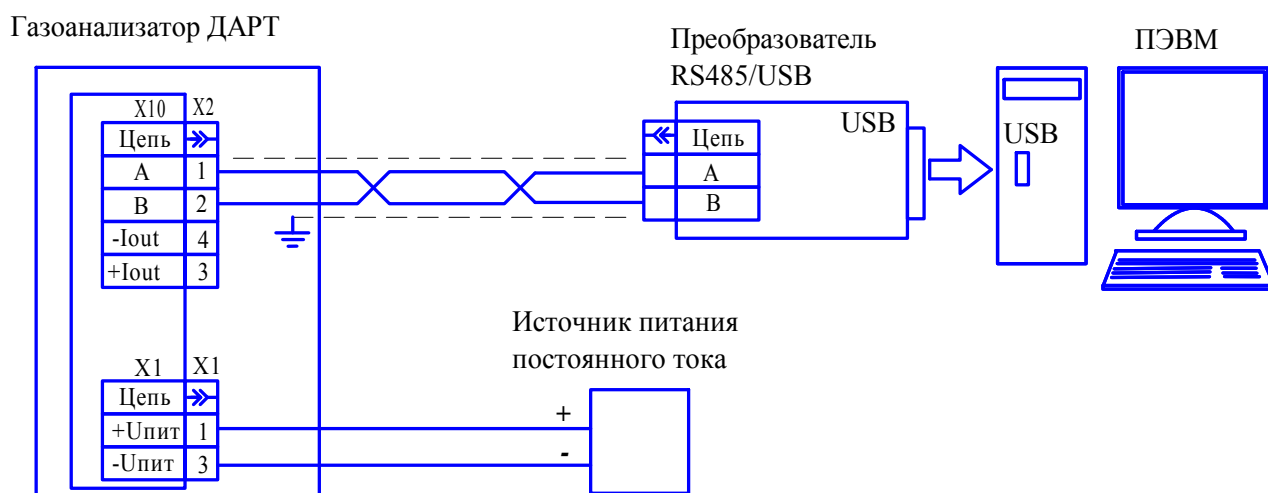 Газоанализатор ДАРТ
Преобразователь
RS485/USB
ПЭВМ
X10 X2
Цепь
A 1
B 2
-Iout 4
+Iout 3
USB
Цепь
A
B
USB
Источник питания
постоянного тока
X1 X1
Цепь
+Uпит 1
-Uпит 3
+
-